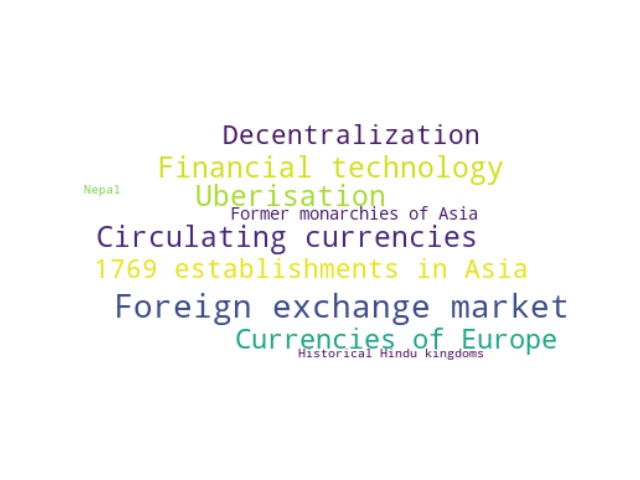 Decentralization
Financial technology
Nepal
Uberisation
Former monarchies of Asia
Circulating currencies
1769 establishments in Asia
Foreign exchange market
Currencies of Europe
Historical Hindu kingdoms